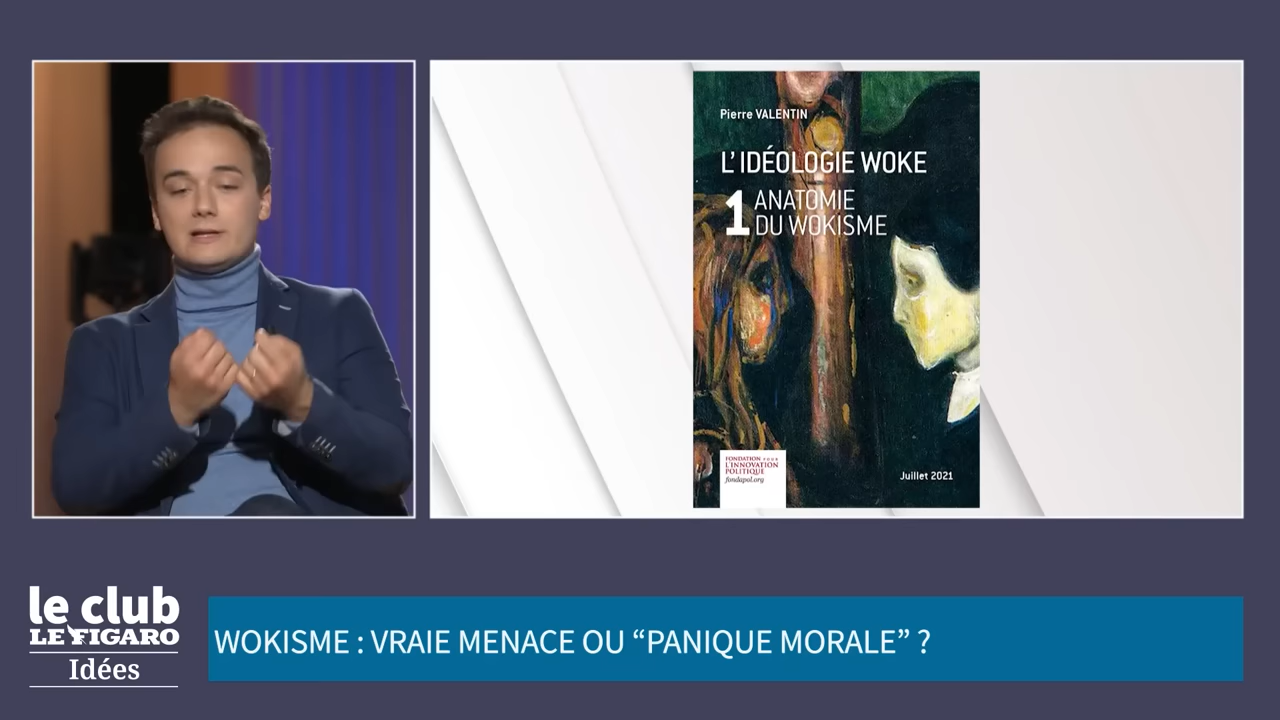 Pierre VALENTIN
L'IDÉOLOGIE WOKE
1 ANATOMIE
DU WOKISME
FONDATION POUR
L'INNOVATION
POLITIQUE
fondapol.org
Juillet 2021
le club
LE FIGARO
Idées
WOKISME : VRAIE MENACE OU “PANIQUE MORALE” ?